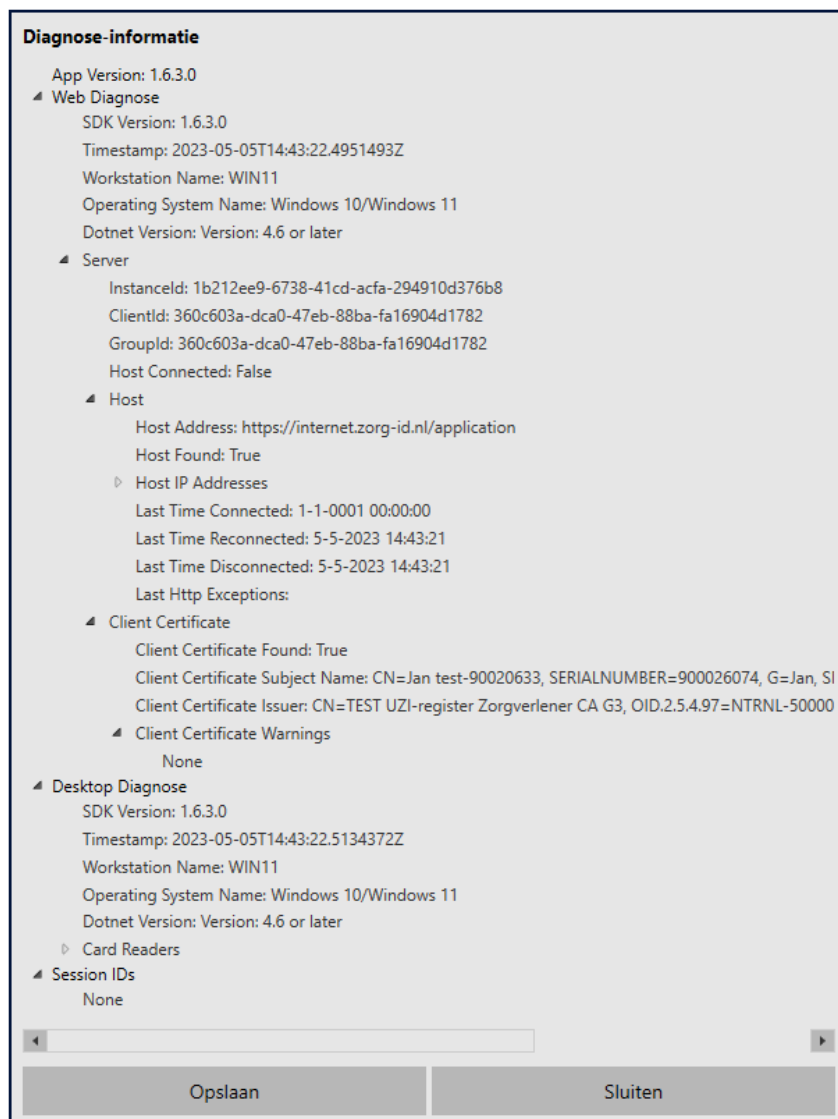 Diagnose-informatie
App Version: 1.6.3.0
Web Diagnose
SDK Version: 1.6.3.0
Timestamp: 2023-05-05T14:43:22.4951493Z
Workstation Name: WIN11
Operating System Name: Windows 10/Windows 11
Dotnet Version: Version: 4.6 or later
Server
InstanceId: 1b212ee9-6738-41cd-acfa-294910d376b8
ClientId: 360c603a-dca0-47eb-88ba-fa16904d1782
GroupId: 360c603a-dca0-47eb-88ba-fa16904d1782
Host Connected: False
Host
Host Address: https://internet.zorg-id.nl/application
Host Found: True
Host IP Addresses
Last Time Connected: 1-1-0001 00:00:00
Last Time Reconnected: 5-5-2023 14:43:21
Last Time Disconnected: 5-5-2023 14:43:21
Last Http Exceptions:
Client Certificate
Client Certificate Found: True
Client Certificate Subject Name: CN=Jan test-90020633, SERIALNUMBER=900026074, G=Jan,
Client Certificate Issuer: CN=TEST UZI-register Zorgverlener CA G3, OID.2.5.4.97=NTRNL-50000
Client Certificate Warnings
None
Desktop Diagnose
SDK Version: 1.6.3.0
Timestamp: 2023-05-05T14:43:22.5134372Z
Workstation Name: WIN11
Operating System Name: Windows 10/Windows 11
Dotnet Version: Version: 4.6 or later
Card Readers
Session IDs
None
Opslaan
Sluiten